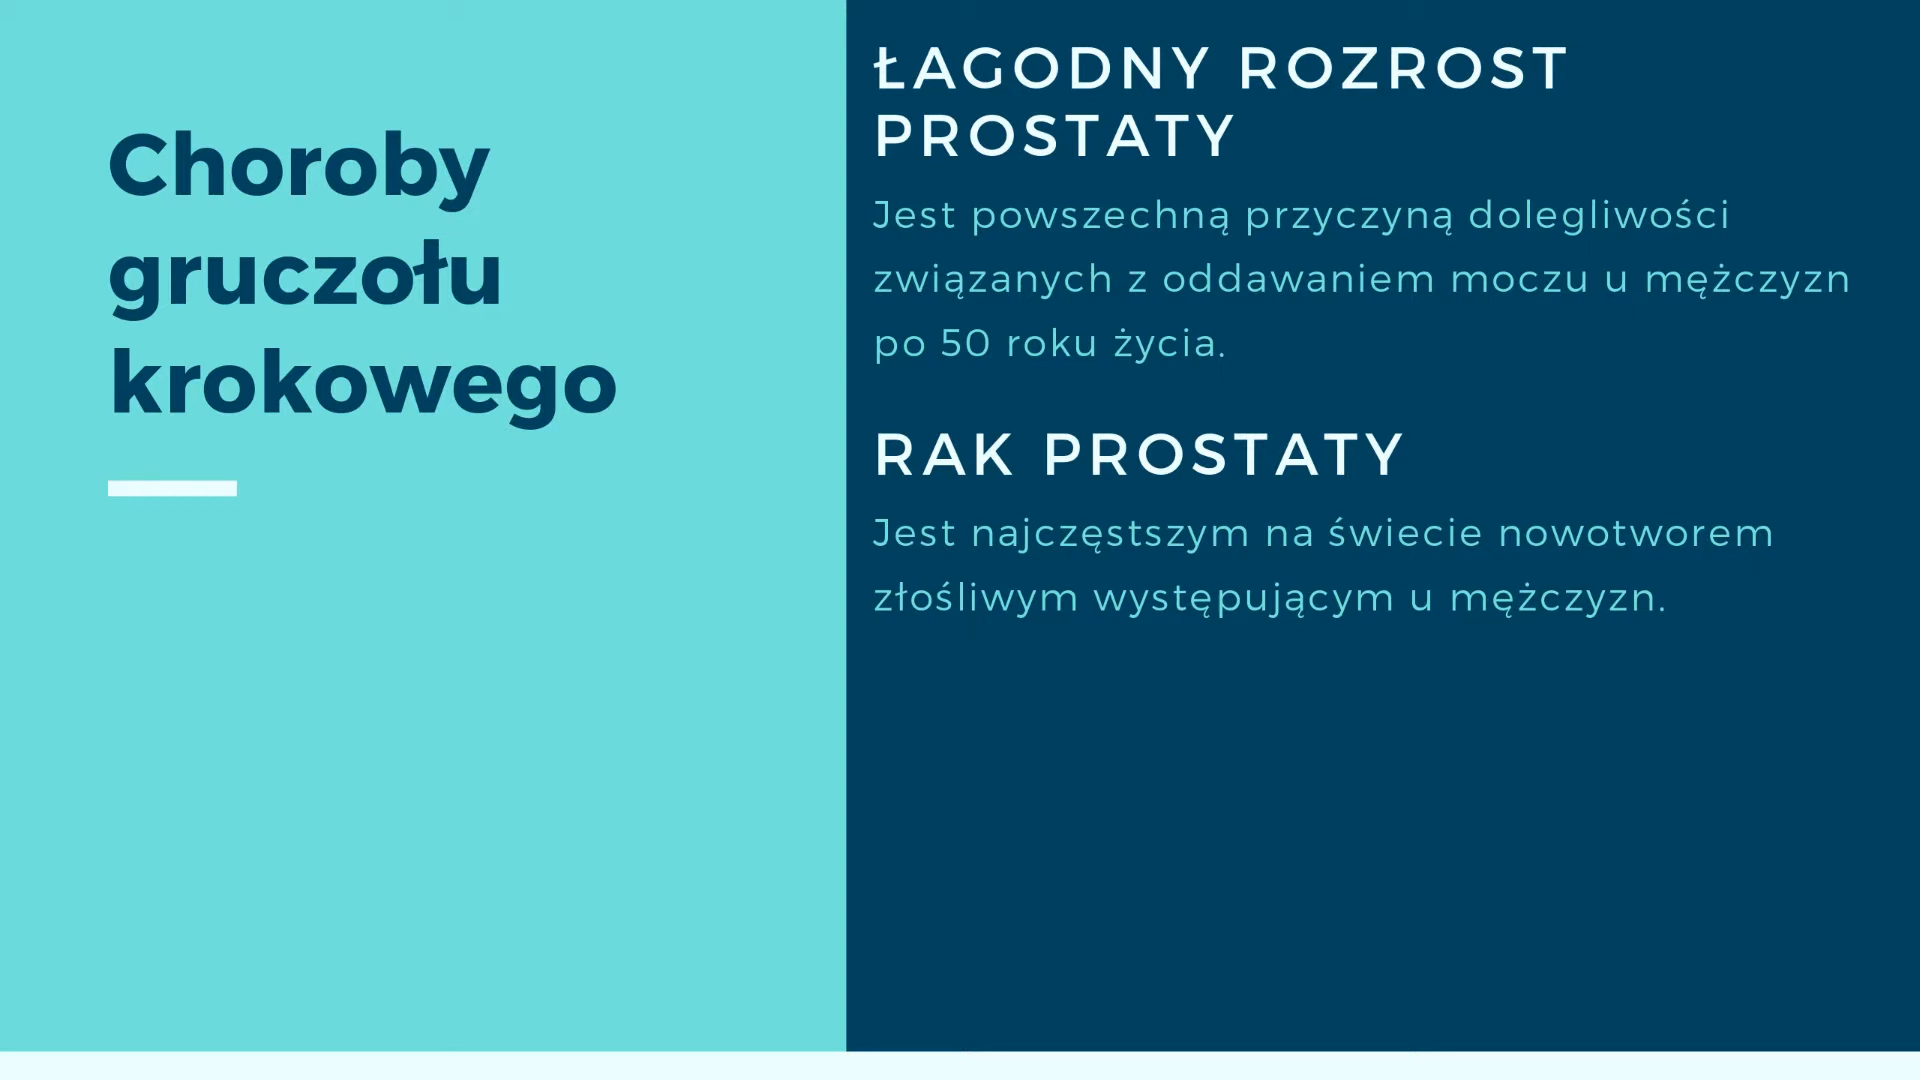 Choroby
gruczołu
krokowego
ŁAGODNY ROZROST
PROSTATY
Jest powszechną przyczyną dolegliwości
związanych z oddawaniem moczu u mężczyzn
po 50 roku życia.
RAK PROSTATY
Jest najczęstszym na świecie nowotworem
złośliwym występującym u mężczyzn.